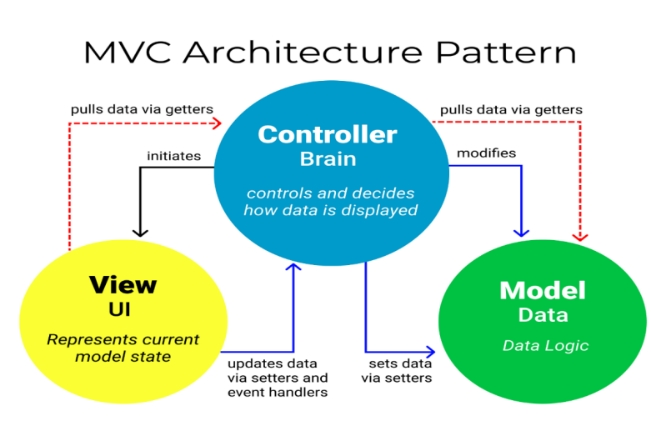 MVC Architecture Pattern
pulls data via getters
pulls data via getters
Controller
Brain
initiates
modifies
controls and decides
how data is displayed
View
UI
Represents current
model state
Model
Data
Data Logic
updates data
via setters and
event handlers
sets data
via setters